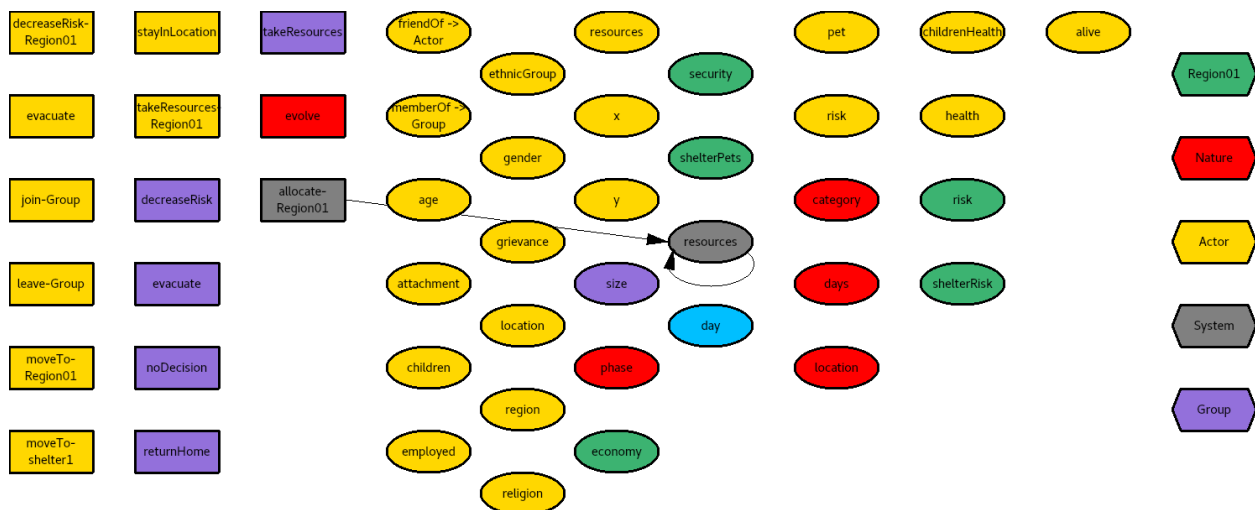 decreaseRisk-
Region01
stayInLocation
takeResources
friendOf ->
Actor
resources
pet
childrenHealth
alive
ethnicGroup
security
Region01
evacuate
takeResources-
Region01
evolve
memberOf ->
Group
x
risk
health
gender
shelterPets
Nature
join-Group
decreaseRisk
allocate-
Region01
age
y
category
risk
grievance
resources
Actor
leave-Group
evacuate
attachment
size
days
shelterRisk
location
day
System
moveTo-
Region01
noDecision
children
phase
location
region
Group
moveTo-
shelter1
returnHome
employed
economy
religion